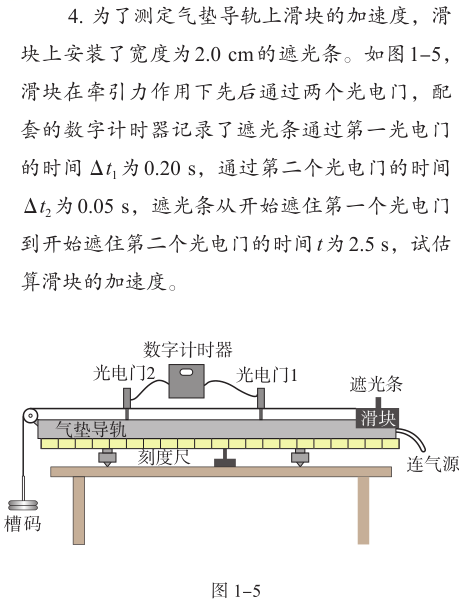 4. 为了测定气垫导轨上滑块的加速度，滑
块上安装了宽度为2.0 cm的遮光条。如图1-5，
滑块在牵引力作用下先后通过两个光电门，配
套的数字计时器记录了遮光条通过第一光电门
的时间 Δt₁为0.20 s，通过第二个光电门的时间
Δt₂为0.05 s，遮光条从开始遮住第一个光电门
到开始遮住第二个光电门的时间t为2.5 s，试估
算滑块的加速度。
数字计时器
光电门2
光电门1
遮光条
滑块
气垫导轨
刻度尺
连气源
槽码
图 1-5